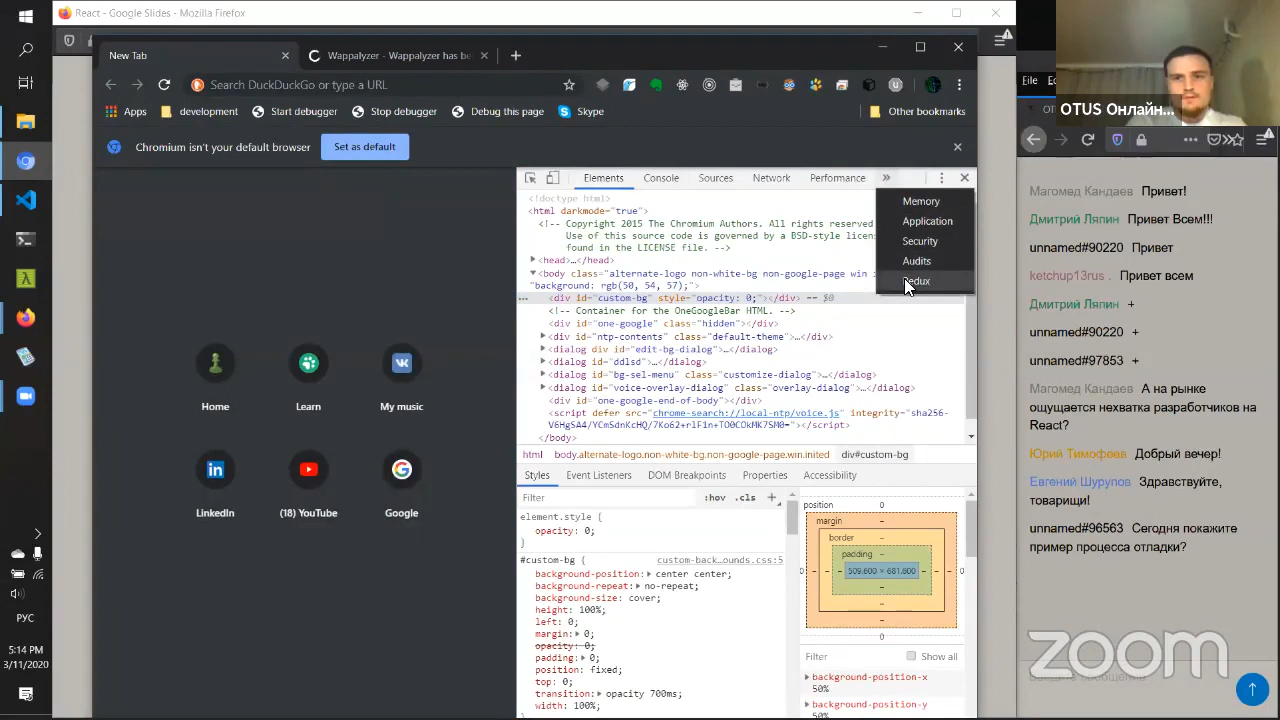 React - Google Slides - Mozilla Firefox
New Tab
Wappalyzer - Wappalyzer has be
Search DuckDuckGo or type a URL
Apps
development
Start debugger
Stop debugger
Debug this page
Skype
Other bookmarks
Chromium isn't your default browser
Set as default
Home
Learn
My music
LinkedIn
(18) YouTube
Google
Elements
Console
Sources
Network
Performance
Memory
Application
Security
Audits
Redux
<!doctype html>
<html darkmode="true">
<!-- Copyright 2015 The Chromium Authors. All rights reserved
Use of this source code is governed by a BSD-style licens
found in the LICENSE file. -->
<head>…</head>
<body class="alternate-logo non-white-bg non-google-page win i
background: rgb(50, 54, 57);">
<div id="custom-bg" style="opacity: 0;"></div> == $0
<!-- Container for the OneGoogleBar HTML. -->
<div id="one-google" class="hidden"></div>
<div id="ntp-contents" class="default-theme">…</div>
<dialog div id="edit-bg-dialog">…</dialog>
<dialog id="ddlsd">…</dialog>
<dialog id="bg-sel-menu" class="customize-dialog">…</dialog>
<dialog id="voice-overlay-dialog" class="overlay-dialog">…</dialog>
<div id="one-google-end-of-body"></div>
<script defer src="chrome-search://local-ntp/voice.js" integrity="sha256-
</script>
</body>
html
body.alternate-logo.non-white-bg.non-google-page.win.inited
div#custom-bg
Styles
Event Listeners
DOM Breakpoints
Properties
Accessibility
Filter
:hov
.cls
element.style {
opacity: 0;
}
#custom-bg {
custom-back…ounds.css:5
background-position: center center;
background-repeat: no-repeat;
background-size: cover;
height: 100%;
left: 0;
margin: 0;
opacity: 0;
padding: 0;
position: fixed;
top: 0;
transition: opacity 700ms;
width: 100%;
position
0
margin
-
border
-
padding
-
0
-
-
-
509.600 × 681.600
-
-
-
0
-
-
-
0
Filter
Show all
background-position-x
50%
background-position-y
50%
OTUS Онлайн...
Магомед Кандаев Привет!
Дмитрий Ляпин Привет Всем!!!
unnamed#90220 Привет
ketchup13rus . Привет всем
Дмитрий Ляпин +
unnamed#90220 +
unnamed#97853 +
Магомед Кандаев А на рынке
ощущается нехватка разработчиков на
React?
Юрий Тимофеев Добрый вечер!
Евгений Шурупов Здравствуйте,
товарищи!
unnamed#96563 Сегодня покажите
пример процесса отладки?
zoom
РУС
5:14 PM
3/11/2020